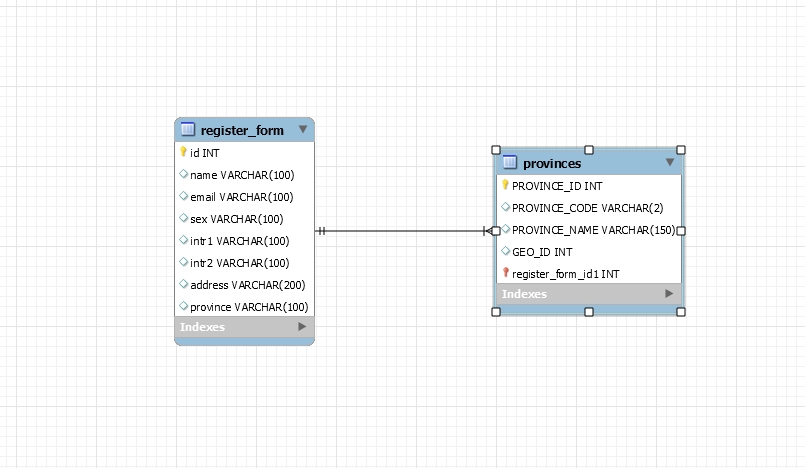 register_form
id INT
name VARCHAR(100)
email VARCHAR(100)
sex VARCHAR(100)
intr1 VARCHAR(100)
intr2 VARCHAR(100)
address VARCHAR(200)
province VARCHAR(100)
Indexes
provinces
PROVINCE_ID INT
PROVINCE_CODE VARCHAR(2)
PROVINCE_NAME VARCHAR(150)
GEO_ID INT
register_form_id1 INT
Indexes